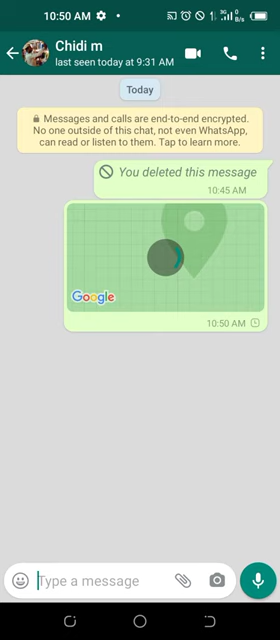 10:50 AM
3G
B/s
Chidi m
last seen today at 9:31 AM
Today
Messages and calls are end-to-end encrypted.
No one outside of this chat, not even WhatsApp,
can read or listen to them. Tap to learn more.
You deleted this message
10:45 AM
Google
10:50 AM
Type a message